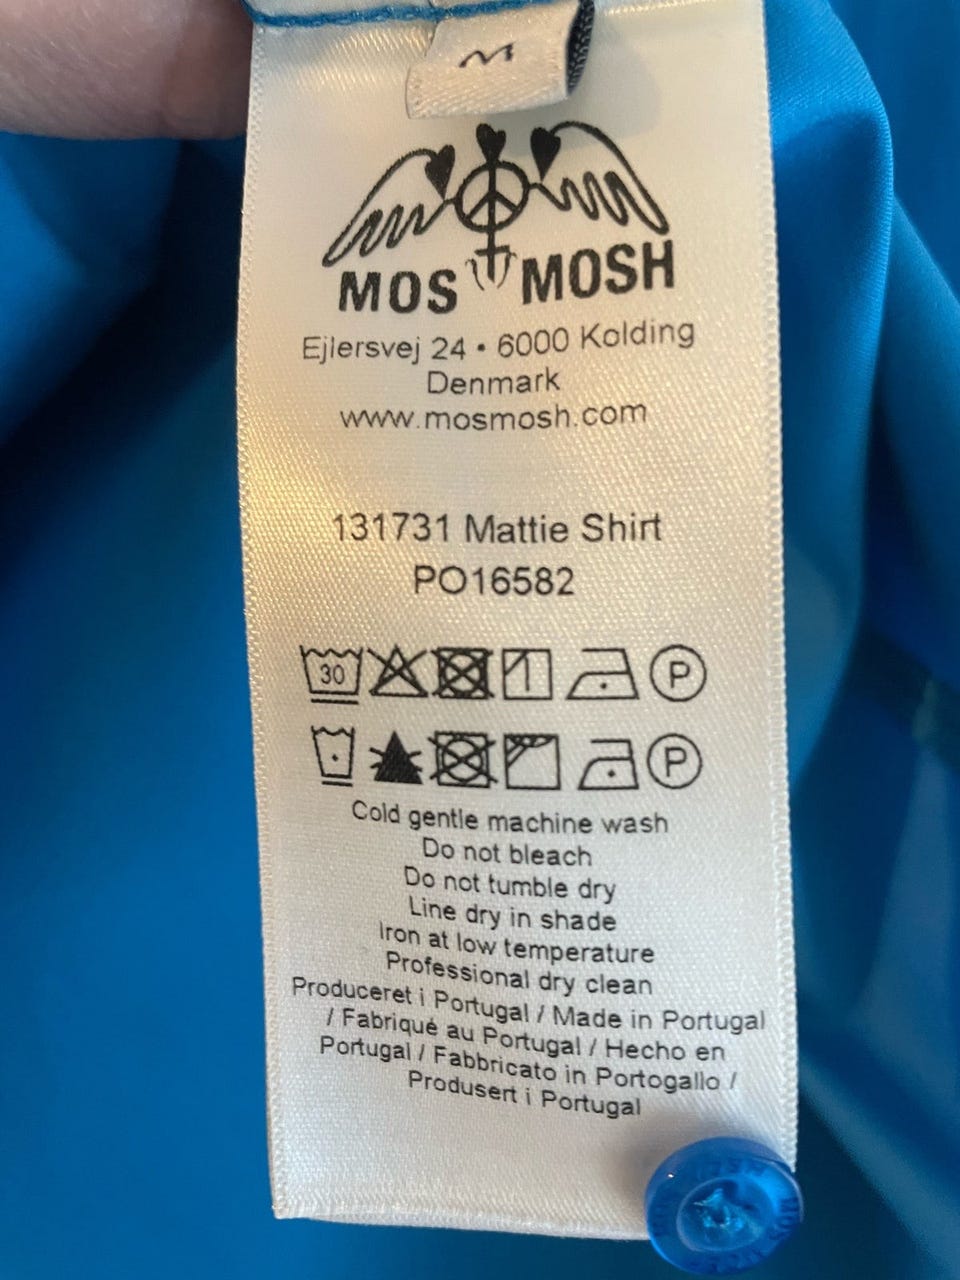 M
MOS MOSH
Ejlersvej 24 • 6000 Kolding
Denmark
www.mosmosh.com
131731 Mattie Shirt
PO16582
30 P
P
Cold gentle machine wash
Do not bleach
Do not tumble dry
Line dry in shade
Iron at low temperature
Professional dry clean
Produceret i Portugal / Made in Portugal
/ Fabriqué au Portugal / Hecho en
Portugal / Fabbricato in Portogallo /
Produsert i Portugal